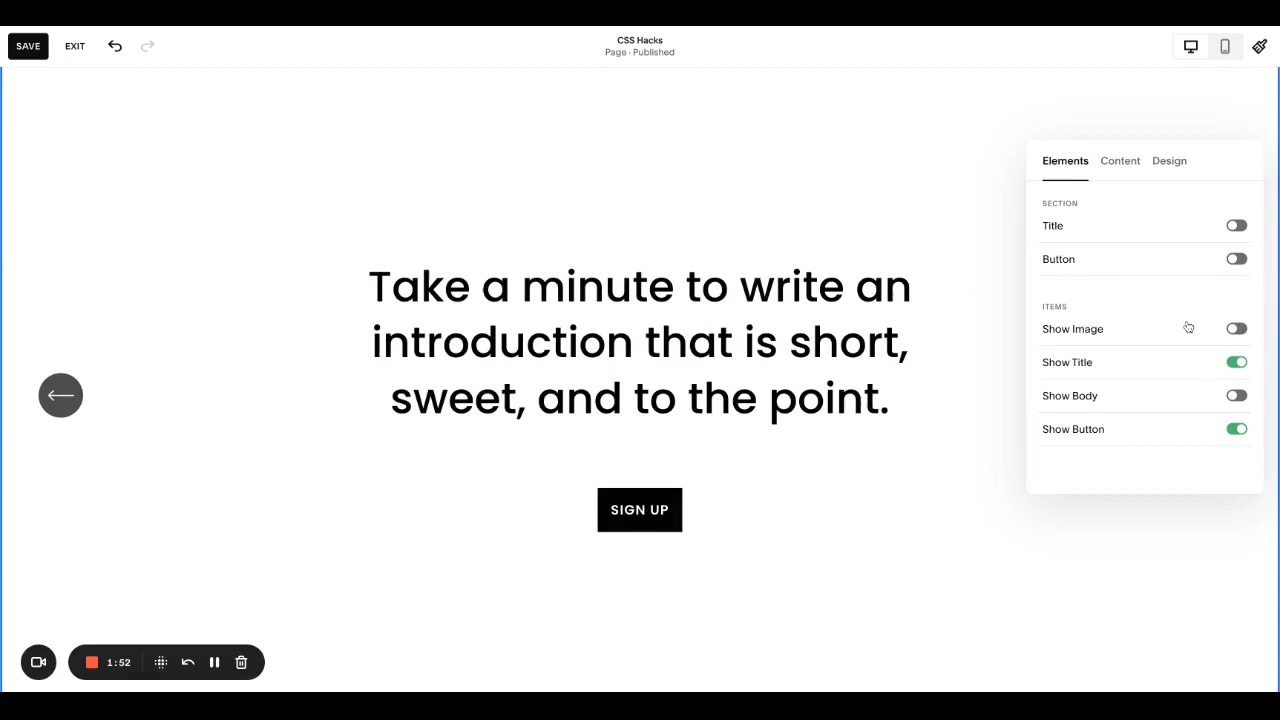 SAVE
EXIT
CSS Hacks
Page · Published
Elements Content Design
SECTION
Title
Button
ITEMS
Show Image
Show Title
Show Body
Show Button
Take a minute to write an
introduction that is short,
sweet, and to the point.
SIGN UP
1:52